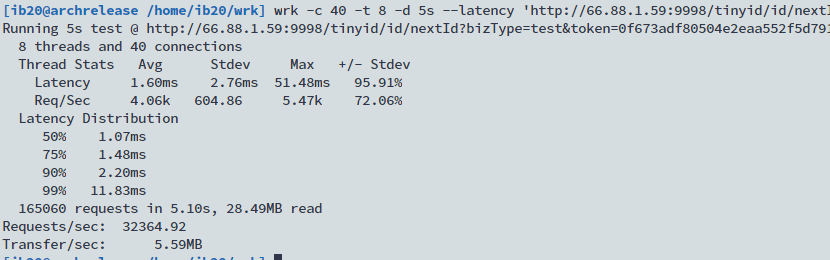 [ib20@archrelease /home/ib20/wrk] wrk -c 40 -t 8 -d 5s --latency 'http://66.88.1.59:9998/tinyid/id/nextI
Running 5s test @ http://66.88.1.59:9998/tinyid/id/nextId?bizType=test&token=0f673adf80504e2eaa552f5d791
8 threads and 40 connections
Thread Stats Avg Stdev Max +/- Stdev
Latency 1.60ms 2.76ms 51.48ms 95.91%
Req/Sec 4.06k 604.86 5.47k 72.06%
Latency Distribution
50% 1.07ms
75% 1.48ms
90% 2.20ms
99% 11.83ms
165060 requests in 5.10s, 28.49MB read
Requests/sec: 32364.92
Transfer/sec: 5.59MB